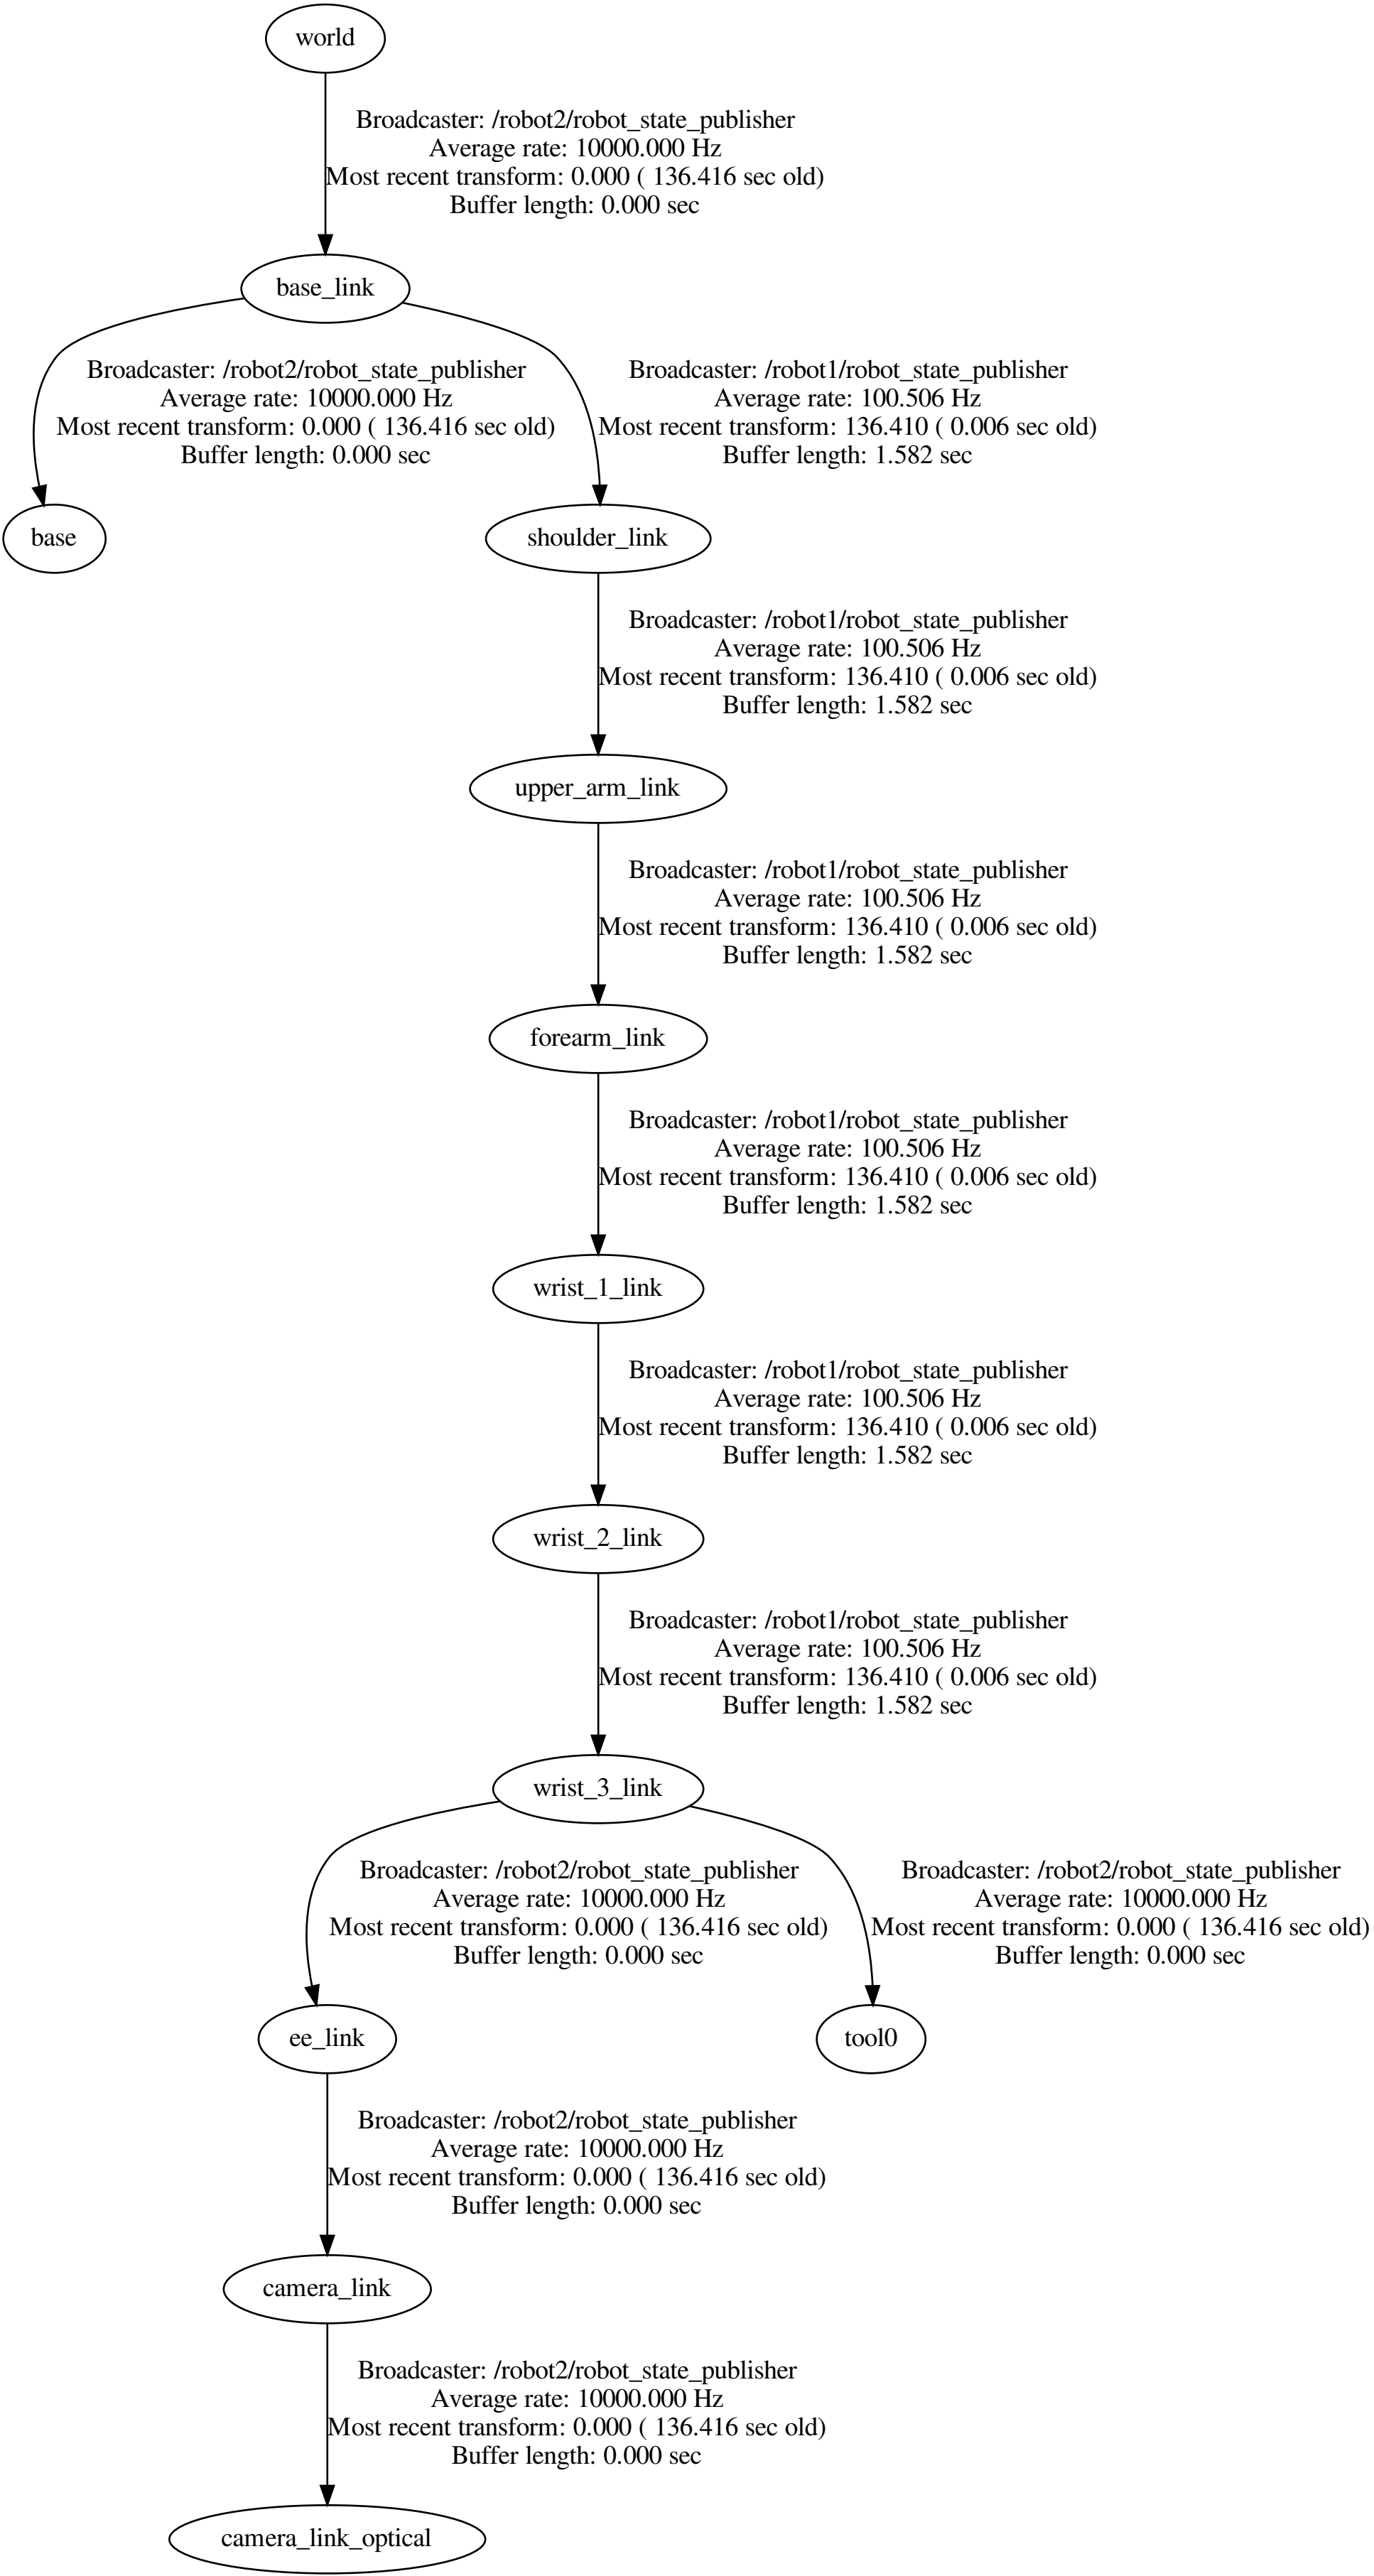 world
Broadcaster: /robot2/robot_state_publisher
Average rate: 10000.000 Hz
Most recent transform: 0.000 ( 136.416 sec old)
Buffer length: 0.000 sec
base_link
Broadcaster: /robot2/robot_state_publisher
Average rate: 10000.000 Hz
Most recent transform: 0.000 ( 136.416 sec old)
Buffer length: 0.000 sec
Broadcaster: /robot1/robot_state_publisher
Average rate: 100.506 Hz
Most recent transform: 136.410 ( 0.006 sec old)
Buffer length: 1.582 sec
base
shoulder_link
Broadcaster: /robot1/robot_state_publisher
Average rate: 100.506 Hz
Most recent transform: 136.410 ( 0.006 sec old)
Buffer length: 1.582 sec
upper_arm_link
Broadcaster: /robot1/robot_state_publisher
Average rate: 100.506 Hz
Most recent transform: 136.410 ( 0.006 sec old)
Buffer length: 1.582 sec
forearm_link
Broadcaster: /robot1/robot_state_publisher
Average rate: 100.506 Hz
Most recent transform: 136.410 ( 0.006 sec old)
Buffer length: 1.582 sec
wrist_1_link
Broadcaster: /robot1/robot_state_publisher
Average rate: 100.506 Hz
Most recent transform: 136.410 ( 0.006 sec old)
Buffer length: 1.582 sec
wrist_2_link
Broadcaster: /robot1/robot_state_publisher
Average rate: 100.506 Hz
Most recent transform: 136.410 ( 0.006 sec old)
Buffer length: 1.582 sec
wrist_3_link
Broadcaster: /robot2/robot_state_publisher
Average rate: 10000.000 Hz
Most recent transform: 0.000 ( 136.416 sec old)
Buffer length: 0.000 sec
Broadcaster: /robot2/robot_state_publisher
Average rate: 10000.000 Hz
Most recent transform: 0.000 ( 136.416 sec old)
Buffer length: 0.000 sec
ee_link
tool0
Broadcaster: /robot2/robot_state_publisher
Average rate: 10000.000 Hz
Most recent transform: 0.000 ( 136.416 sec old)
Buffer length: 0.000 sec
camera_link
Broadcaster: /robot2/robot_state_publisher
Average rate: 10000.000 Hz
Most recent transform: 0.000 ( 136.416 sec old)
Buffer length: 0.000 sec
camera_link_optical